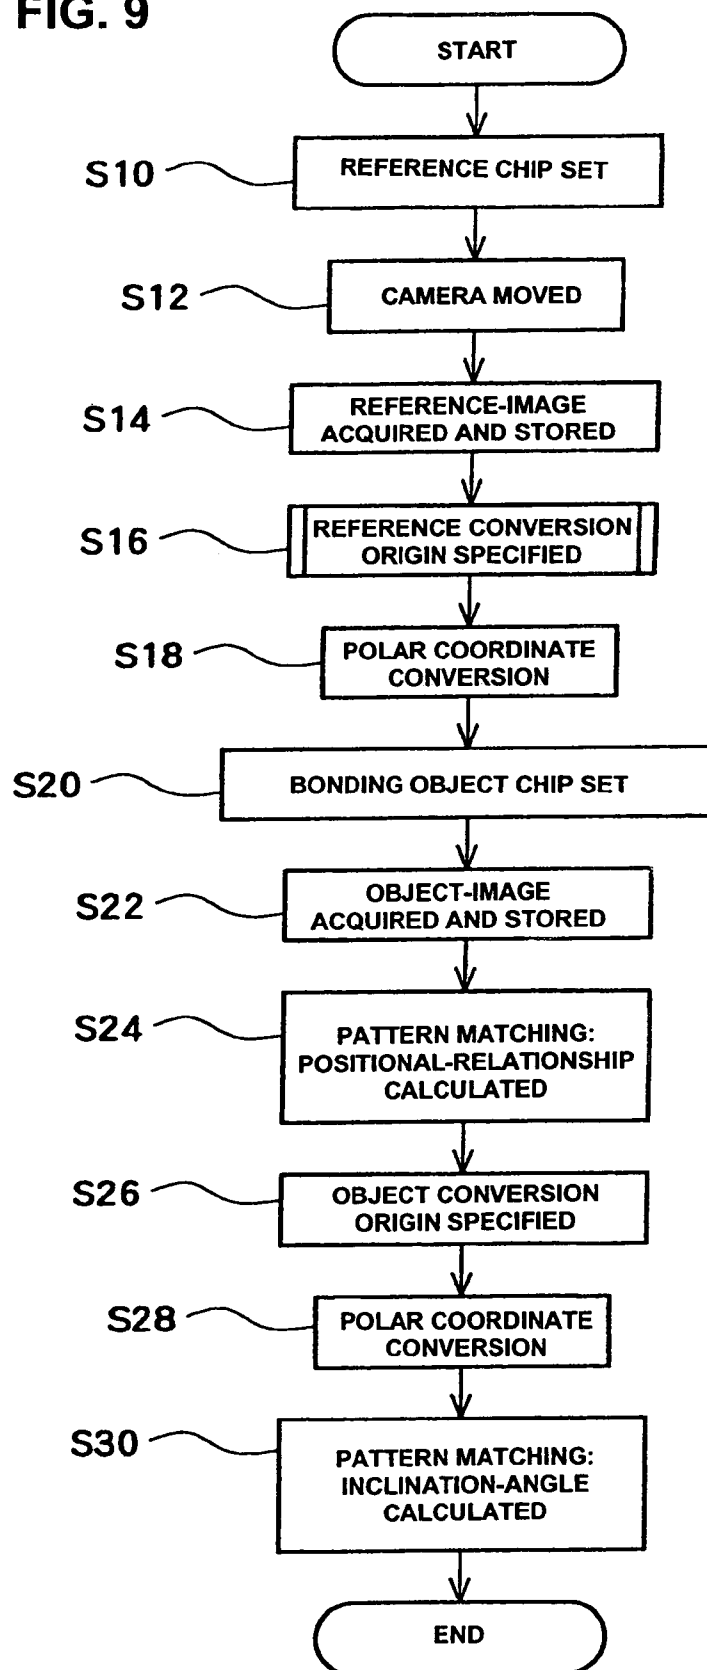 FIG. 9
START
S10
REFERENCE CHIP SET
S12
CAMERA MOVED
S14
REFERENCE-IMAGE
ACQUIRED AND STORED
S16
REFERENCE CONVERSION
ORIGIN SPECIFIED
S18
POLAR COORDINATE
CONVERSION
S20
BONDING OBJECT CHIP SET
S22
OBJECT-IMAGE
ACQUIRED AND STORED
S24
PATTERN MATCHING:
POSITIONAL-RELATIONSHIP
CALCULATED
S26
OBJECT CONVERSION
ORIGIN SPECIFIED
S28
POLAR COORDINATE
CONVERSION
S30
PATTERN MATCHING:
INCLINATION-ANGLE
CALCULATED
END